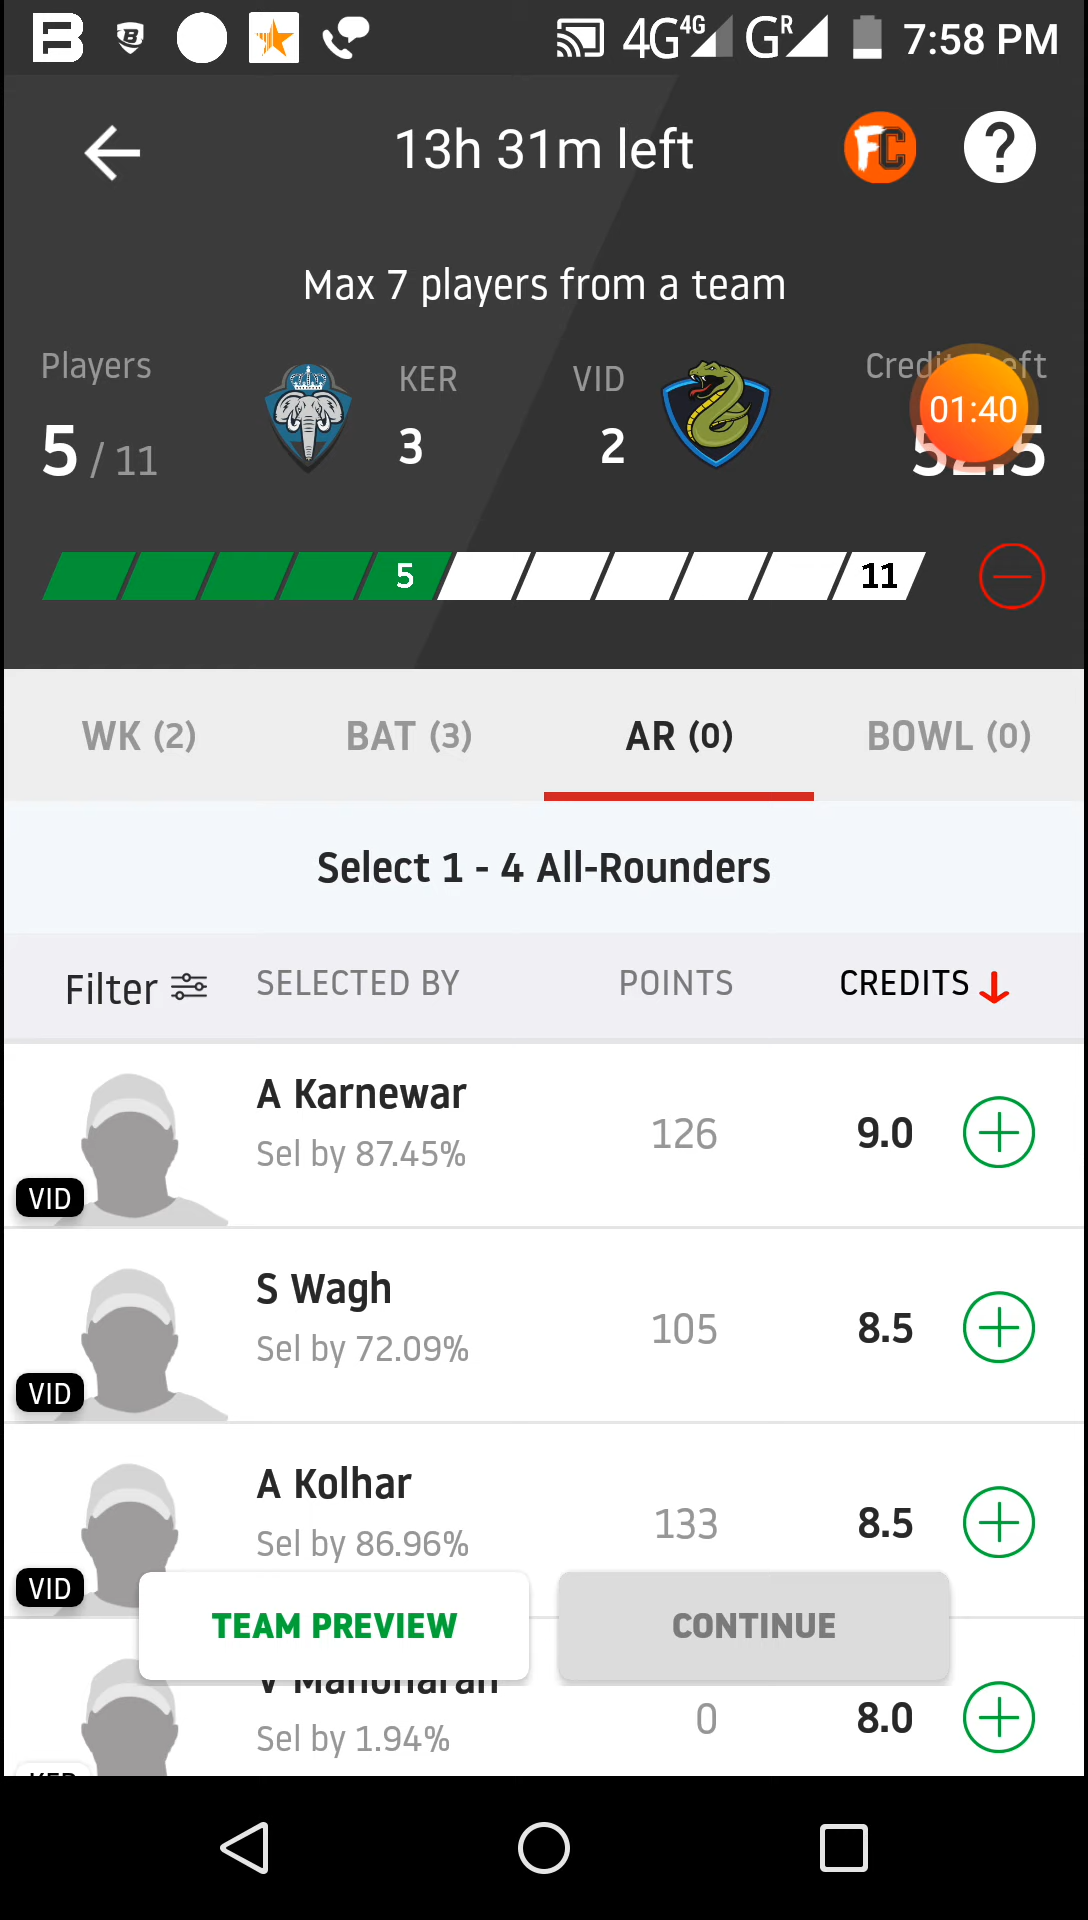 4G 4G G R 7:58 PM
13h 31m left
FC ?
Max 7 players from a team
Players KER VID
5 / 11 3 2 52.5
01:40
5 11
WK (2) BAT (3) AR (0) BOWL (0)
Select 1 - 4 All-Rounders
Filter SELECTED BY POINTS CREDITS
A Karnewar
Sel by 87.45% 126 9.0
VID
S Wagh
Sel by 72.09% 105 8.5
VID
A Kolhar
Sel by 86.96% 133 8.5
VID
TEAM PREVIEW CONTINUE
V Manoharan
Sel by 1.94% 0 8.0
KER